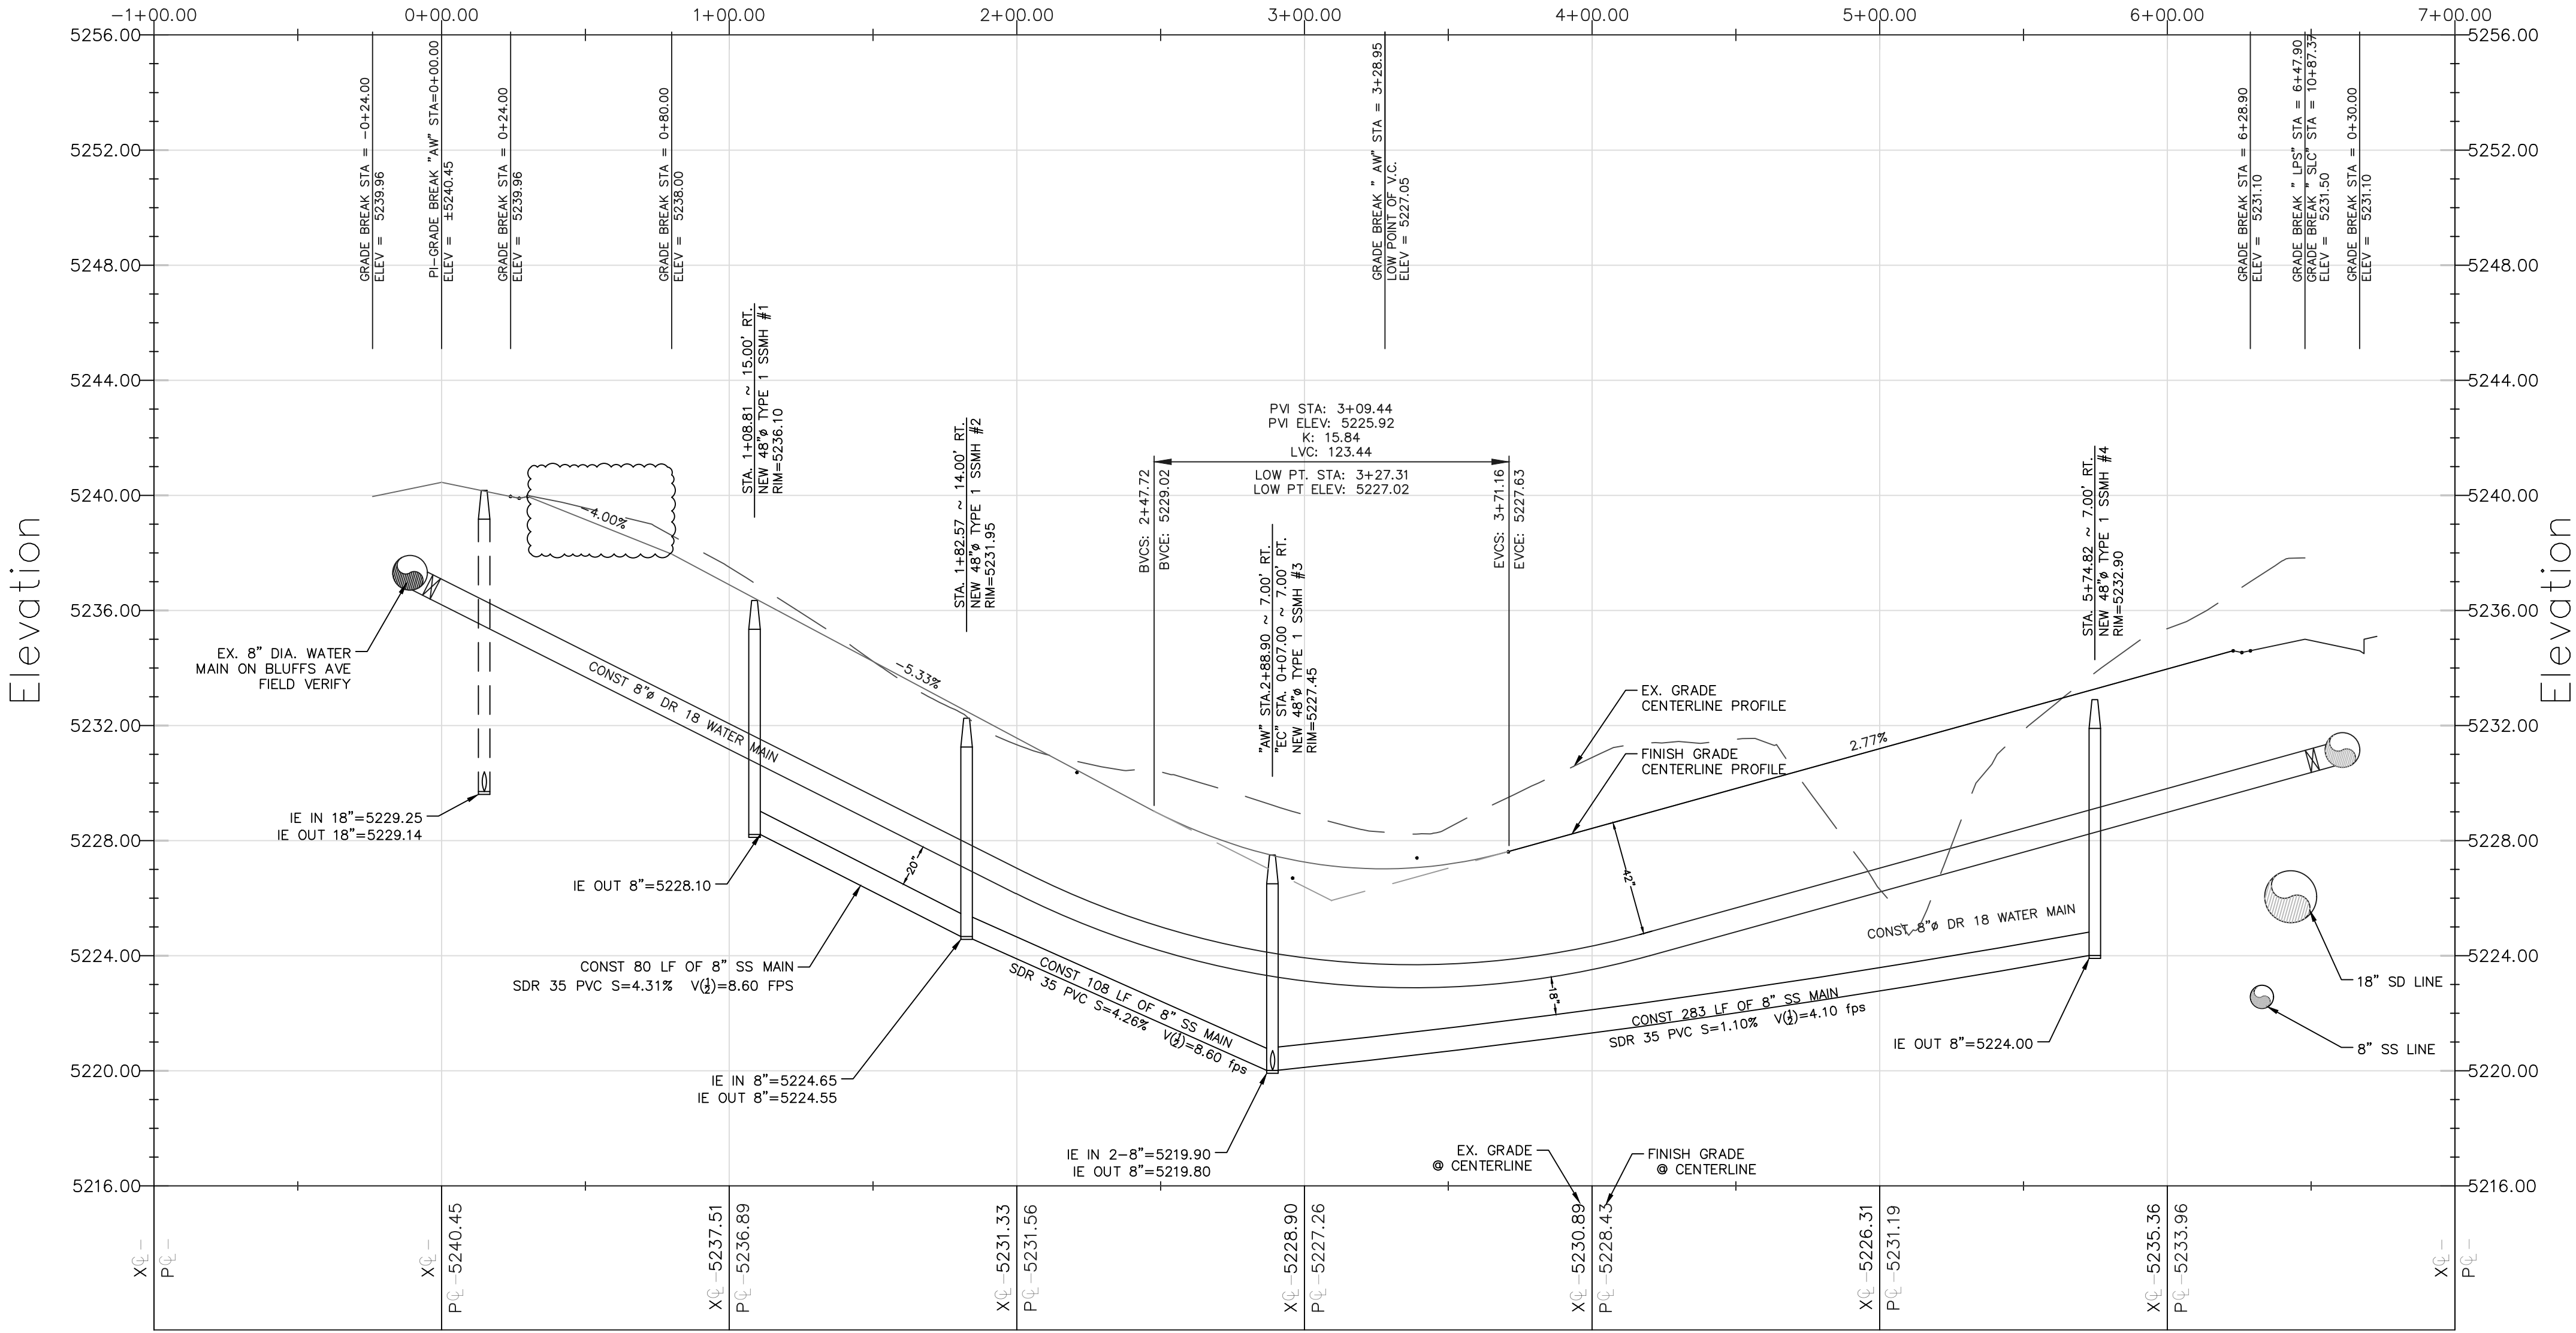 -1+00.00
0+00.00
1+00.00
2+00.00
3+00.00
4+00.00
5+00.00
6+00.00
7+00.00
5256.00
5252.00
5248.00
5244.00
5240.00
5236.00
5232.00
5228.00
5224.00
5220.00
5216.00
Elevation
GRADE BREAK STA = -0+24.00
ELEV = 5239.96
PI-GRADE BREAK "AW" STA=0+00.00
ELEV = ±5240.45
GRADE BREAK STA = 0+24.00
ELEV = 5239.96
GRADE BREAK STA = 0+80.00
ELEV = 5238.00
STA. 1+08.81 ~ 15.00' RT.
NEW 48"ø TYPE 1 SSMH #1
RIM=5236.10
STA. 1+82.57 ~ 14.00' RT.
NEW 48"ø TYPE 1 SSMH #2
RIM=5231.95
BVCS: 2+47.72
BVCE: 5229.02
PVI STA: 3+09.44
PVI ELEV: 5225.92
K: 15.84
LVC: 123.44
LOW PT. STA: 3+27.31
LOW PT ELEV: 5227.02
GRADE BREAK " AW" STA = 3+28.95
LOW POINT OF V.C.
ELEV = 5227.05
"AW" STA.2+88.90 ~ 7.00' RT.
"EC" STA. 0+07.00 ~ 7.00' RT.
NEW 48"ø TYPE 1 SSMH #3
RIM=5227.45
EVCS: 3+71.16
EVCE: 5227.63
STA. 5+74.82 ~ 7.00' RT.
NEW 48"ø TYPE 1 SSMH #4
RIM=5232.90
GRADE BREAK STA = 6+28.90
ELEV = 5231.10
GRADE BREAK " LPS" STA = 6+47.90
GRADE BREAK " SLC" STA = 10+87.37
ELEV = 5231.50
GRADE BREAK STA = 0+30.00
ELEV = 5231.10
-4.00%
-5.33%
2.77%
EX. 8" DIA. WATER
MAIN ON BLUFFS AVE
FIELD VERIFY
CONST 8"ø DR 18 WATER MAIN
IE IN 18"=5229.25
IE OUT 18"=5229.14
IE OUT 8"=5228.10
20"
CONST 80 LF OF 8" SS MAIN
SDR 35 PVC S=4.31% V(½)=8.60 FPS
IE IN 8"=5224.65
IE OUT 8"=5224.55
CONST 108 LF OF 8" SS MAIN
SDR 35 PVC S=4.26% V(½)=8.60 fps
IE IN 2-8"=5219.90
IE OUT 8"=5219.80
EX. GRADE
CENTERLINE PROFILE
FINISH GRADE
CENTERLINE PROFILE
42"
18"
CONST 8"ø DR 18 WATER MAIN
CONST 283 LF OF 8" SS MAIN
SDR 35 PVC S=1.10% V(½)=4.10 fps
IE OUT 8"=5224.00
18" SD LINE
8" SS LINE
EX. GRADE
@ CENTERLINE
FINISH GRADE
@ CENTERLINE
X℄-
P℄-
X℄-
P℄-5240.45
X℄-5237.51
P℄-5236.89
X℄-5231.33
P℄-5231.56
X℄-5228.90
P℄-5227.26
X℄-5230.89
P℄-5228.43
X℄-5226.31
P℄-5231.19
X℄-5235.36
P℄-5233.96
X℄-
P℄-
5256.00
5252.00
5248.00
5244.00
5240.00
5236.00
5232.00
5228.00
5224.00
5220.00
5216.00
Elevation